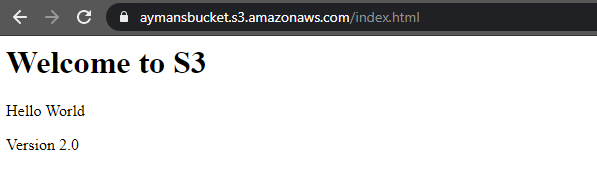 aymansbucket.s3.amazonaws.com/index.html
Welcome to S3
Hello World
Version 2.0